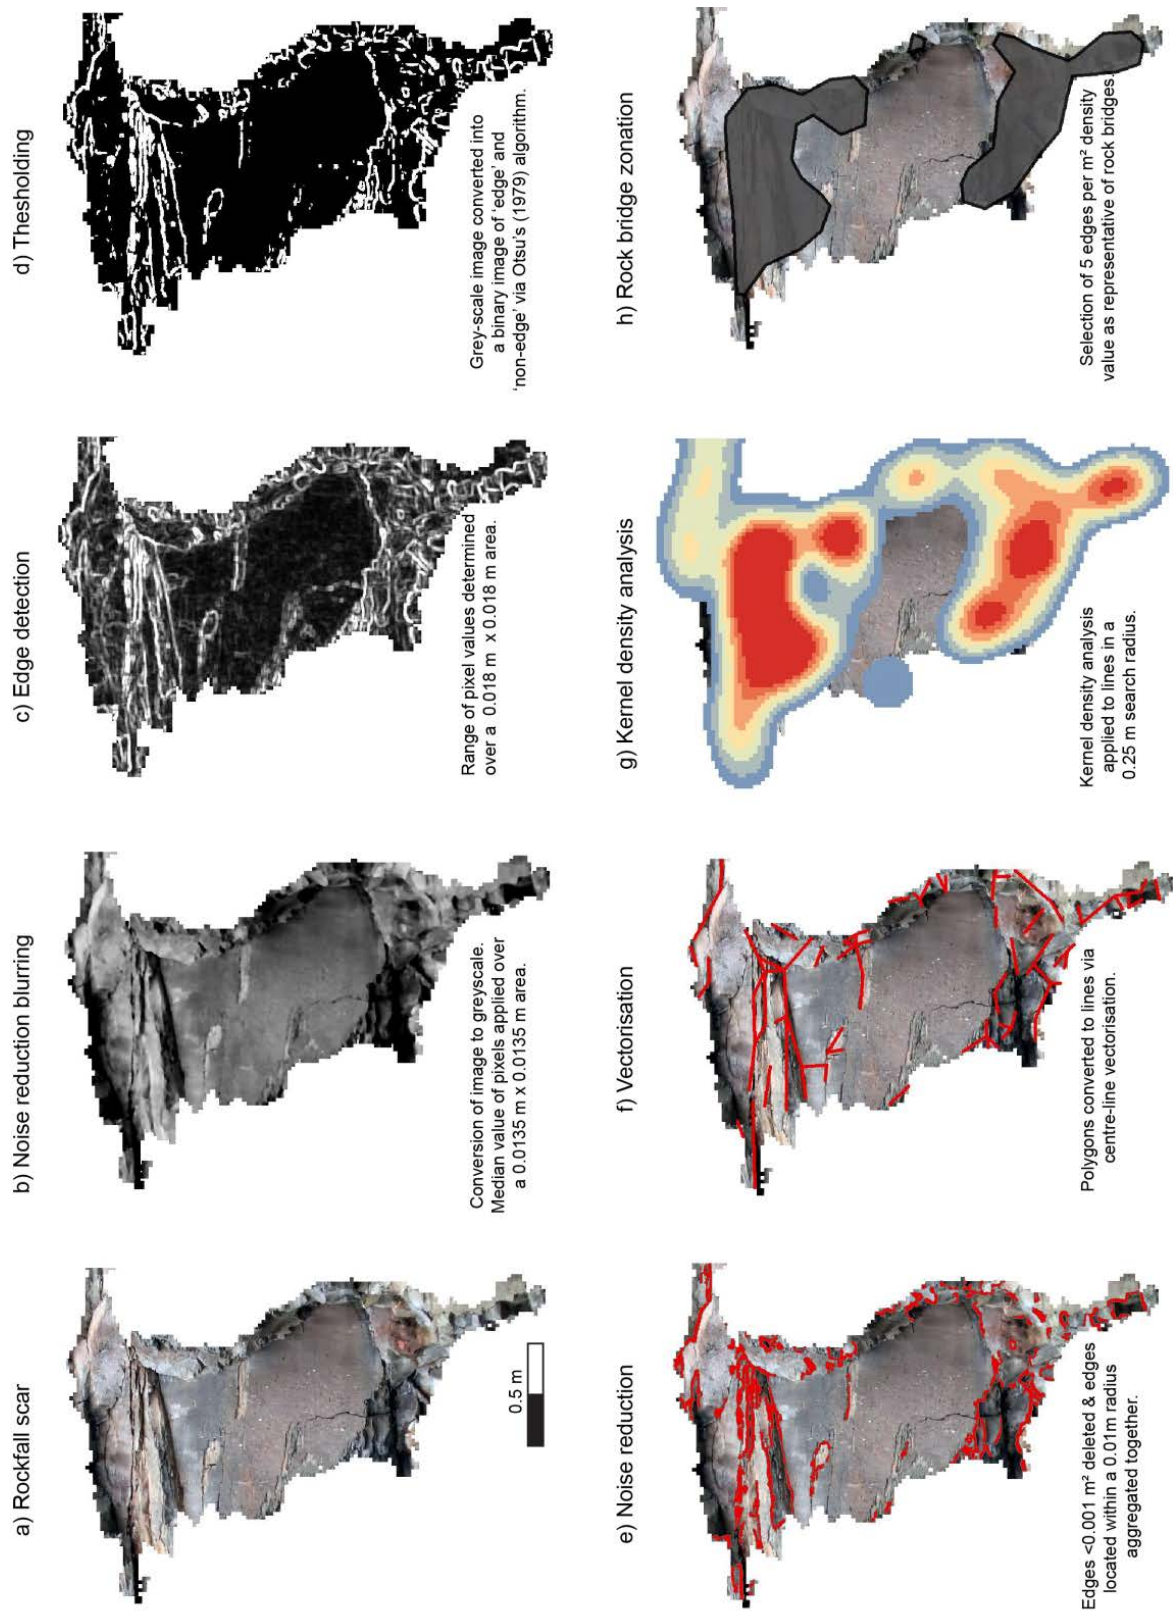 a) Rockfall scar
0.5 m
b) Noise reduction blurring
Conversion of image to greyscale.
Median value of pixels applied over
a 0.0135 m x 0.0135 m area.
c) Edge detection
Range of pixel values determined
over a 0.018 m x 0.018 m area.
d) Thesholding
Grey-scale image converted into
a binary image of 'edge' and
'non-edge' via Otsu's (1979) algorithm.
e) Noise reduction
Edges <0.001 m² deleted & edges
located within a 0.01m radius
aggregated together.
f) Vectorisation
Polygons converted to lines via
centre-line vectorisation.
g) Kernel density analysis
Kernel density analysis
applied to lines in a
0.25 m search radius.
h) Rock bridge zonation
Selection of 5 edges per m² density
value as representative of rock bridges.